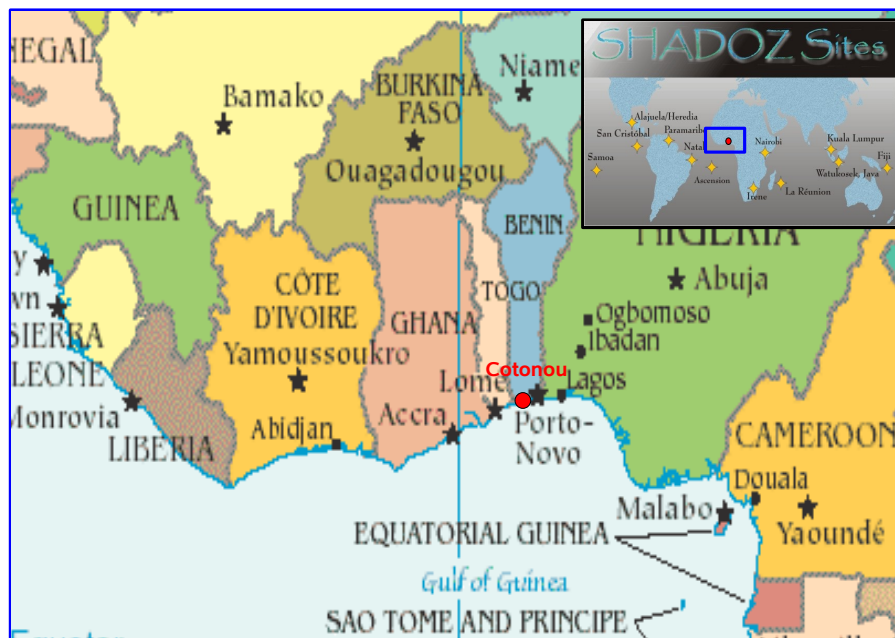 SHADOZ Sites
Alajuela/Heredia
San Cristóbal
Paramaribo
Samoa
Natal
Ascension
Nairobi
Irene
La Réunion
Kuala Lumpur
Watukosek, Java
Fiji
NEGAL
Bamako
BURKINA
FASO
Ouagadougou
Niame
GUINEA
BENIN
NIGERIA
Abuja
CÔTE
D'IVOIRE
Yamoussoukro
GHANA
TOGO
Ogbomoso
Ibadan
y
wn
SIERRA
LEONE
Cotonou
Lomé
Lagos
Monrovia
LIBERIA
Abidjan
Accra
Porto-
Novo
CAMEROON
Douala
Malabo
Yaoundé
EQUATORIAL GUINEA
Gulf of Guinea
SAO TOME AND PRINCIPE